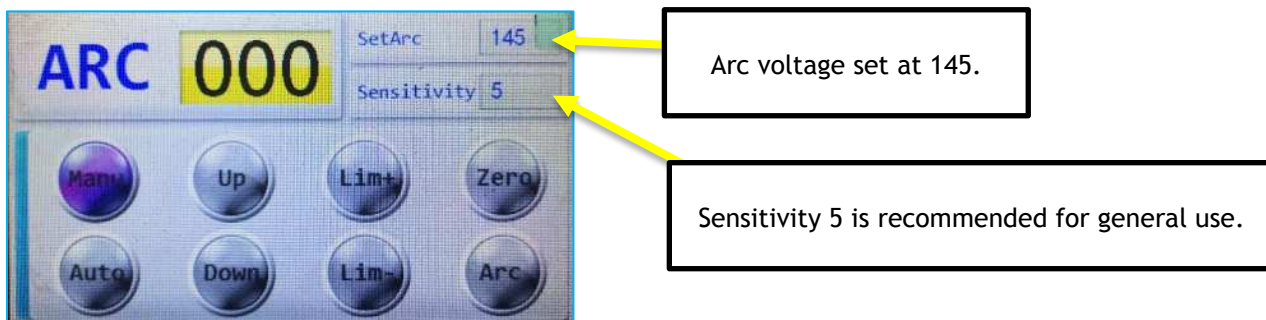 ARC 000
SetArc 145
Sensitivity 5
Arc voltage set at 145.
Sensitivity 5 is recommended for general use.
Manu Up Lim+ Zero
Auto Down Lim- Arc